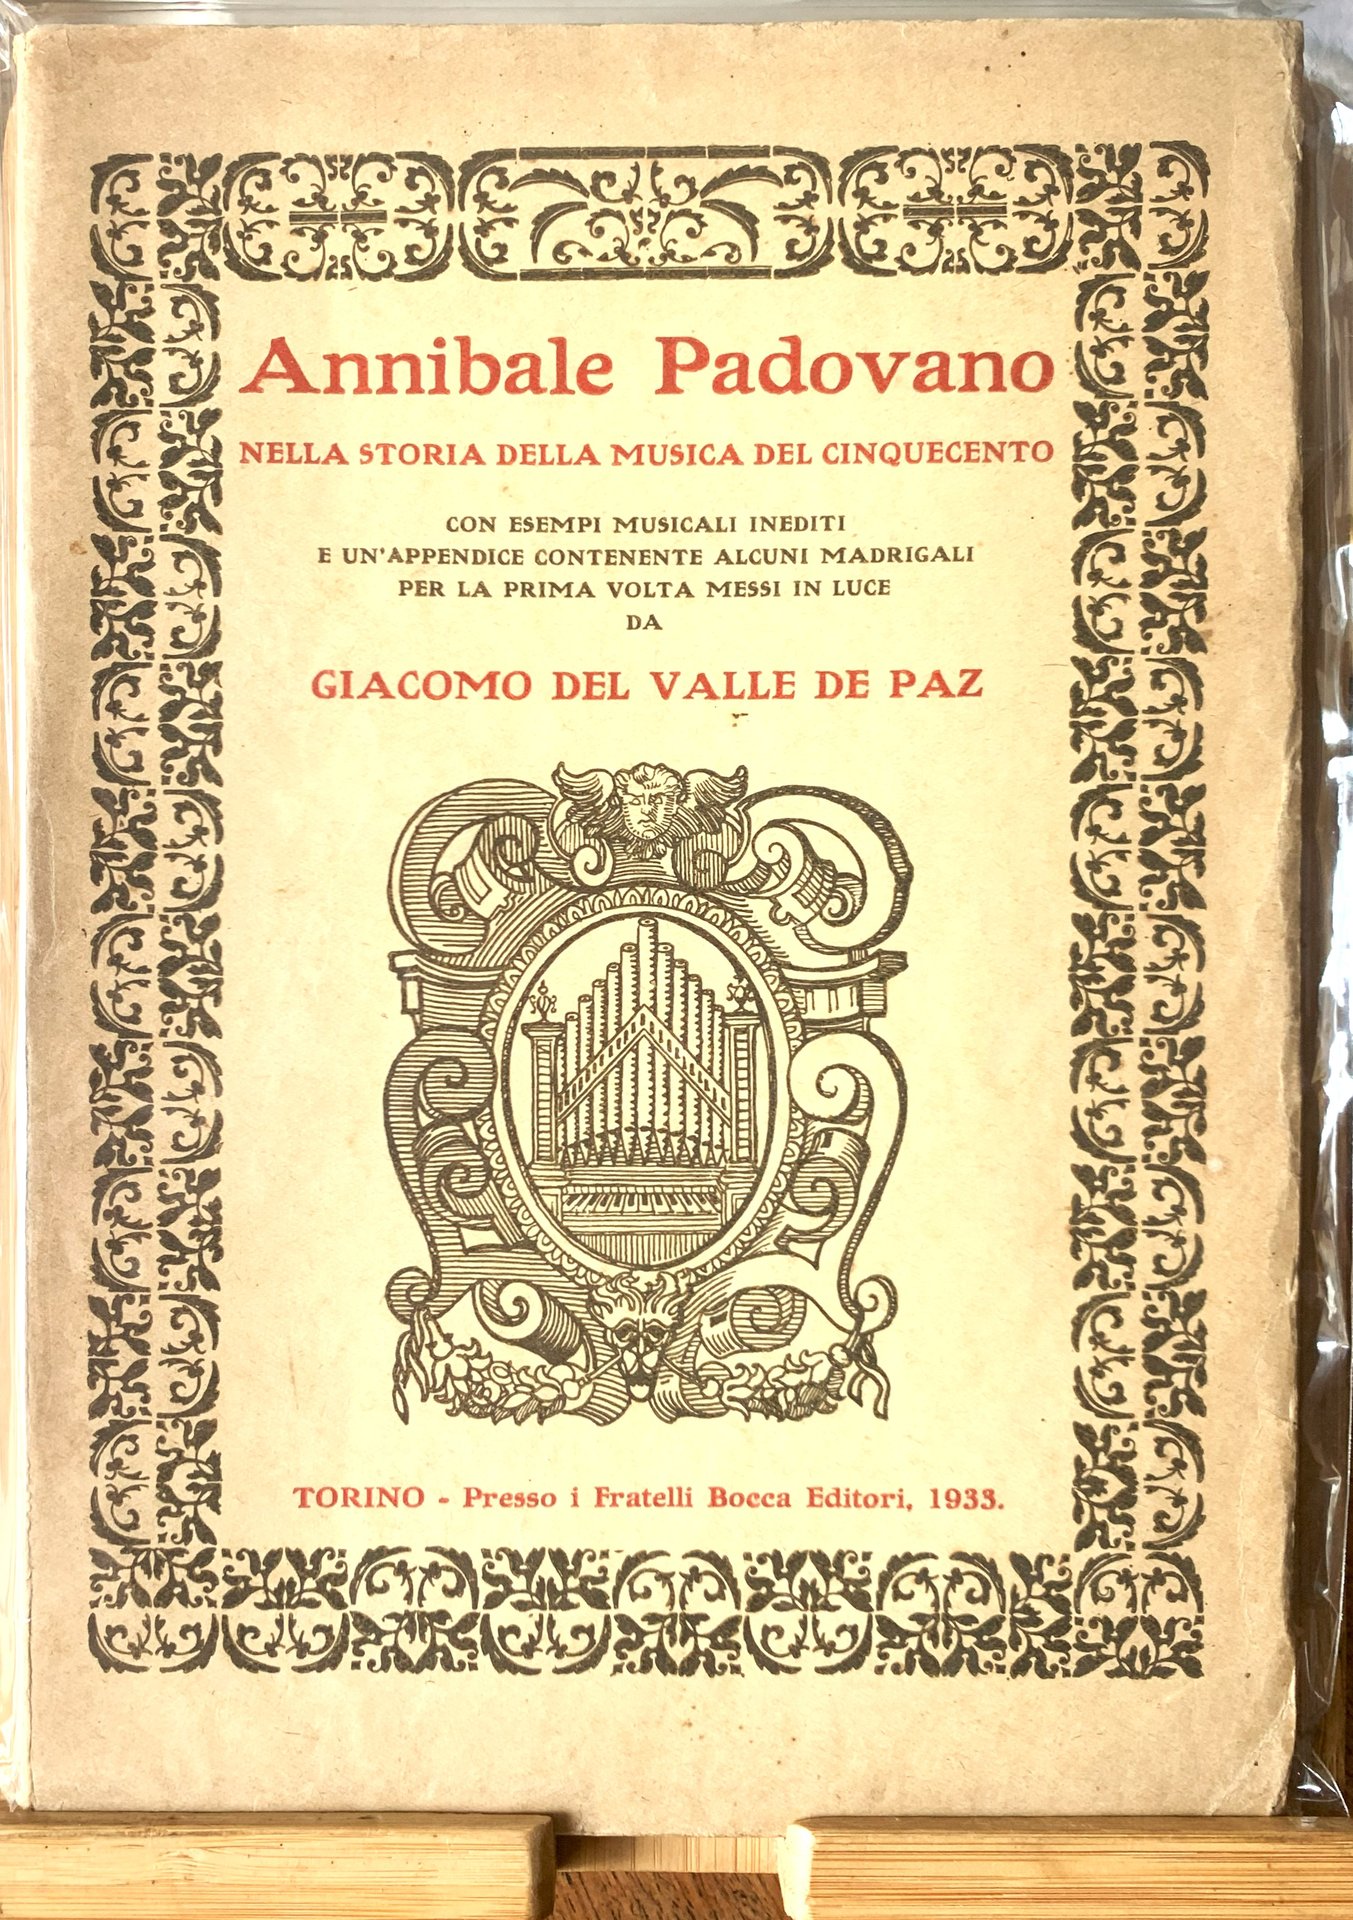 Annibale Padovano
NELLA STORIA DELLA MUSICA DEL CINQUECENTO
CON ESEMPI MUSICALI INEDITI
E UN'APPENDICE CONTENENTE ALCUNI MADRIGALI
PER LA PRIMA VOLTA MESSI IN LUCE
DA
GIACOMO DEL VALLE DE PAZ
TORINO - Presso i Fratelli Bocca Editori, 1933.